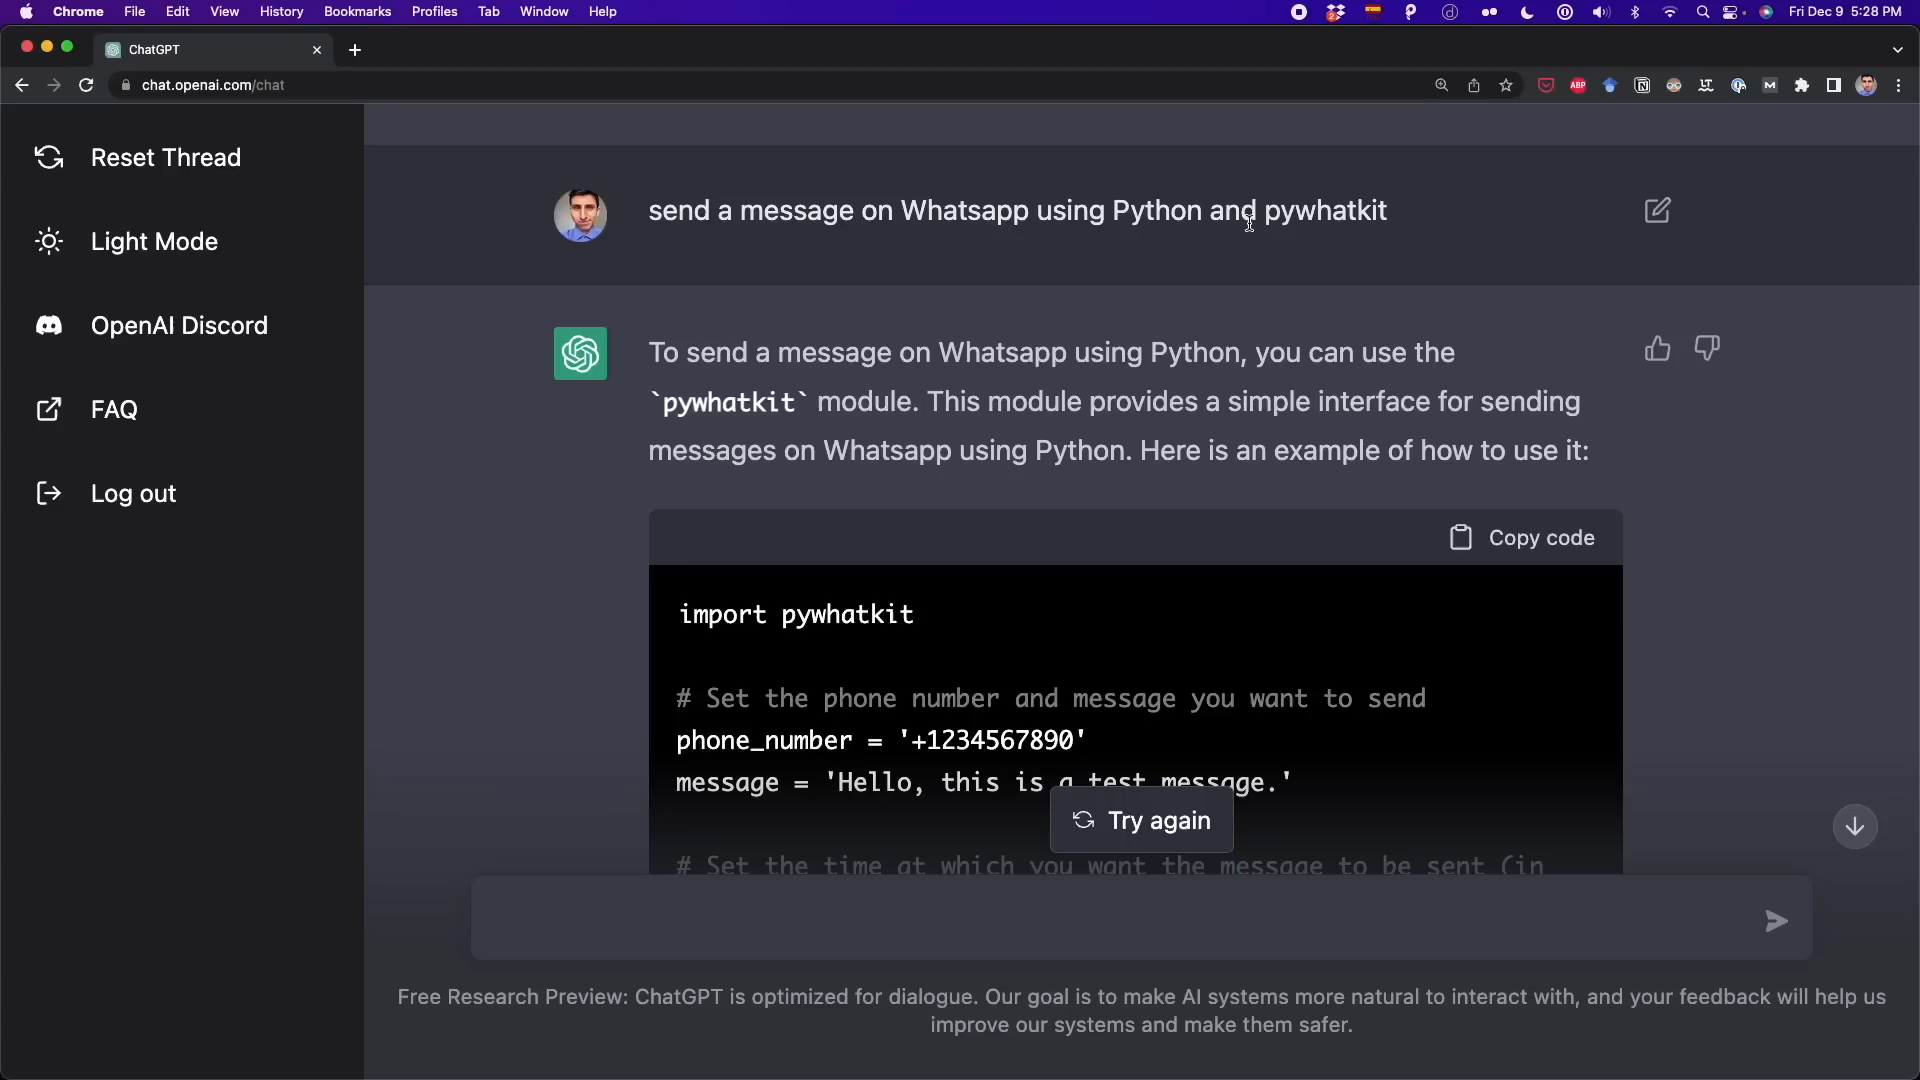 Chrome File Edit View History Bookmarks Profiles Tab Window Help Fri Dec 9 5:28 PM
ChatGPT
chat.openai.com/chat
ABP
Reset Thread
Light Mode
OpenAI Discord
FAQ
Log out
send a message on Whatsapp using Python and pywhatkit
To send a message on Whatsapp using Python, you can use the
`pywhatkit` module. This module provides a simple interface for sending
messages on Whatsapp using Python. Here is an example of how to use it:
Copy code
import pywhatkit
# Set the phone number and message you want to send
phone_number = '+1234567890'
message = 'Hello, this is a test message.'
Try again
# Set the time at which you want the message to be sent (in
Free Research Preview: ChatGPT is optimized for dialogue. Our goal is to make AI systems more natural to interact with, and your feedback will help us
improve our systems and make them safer.